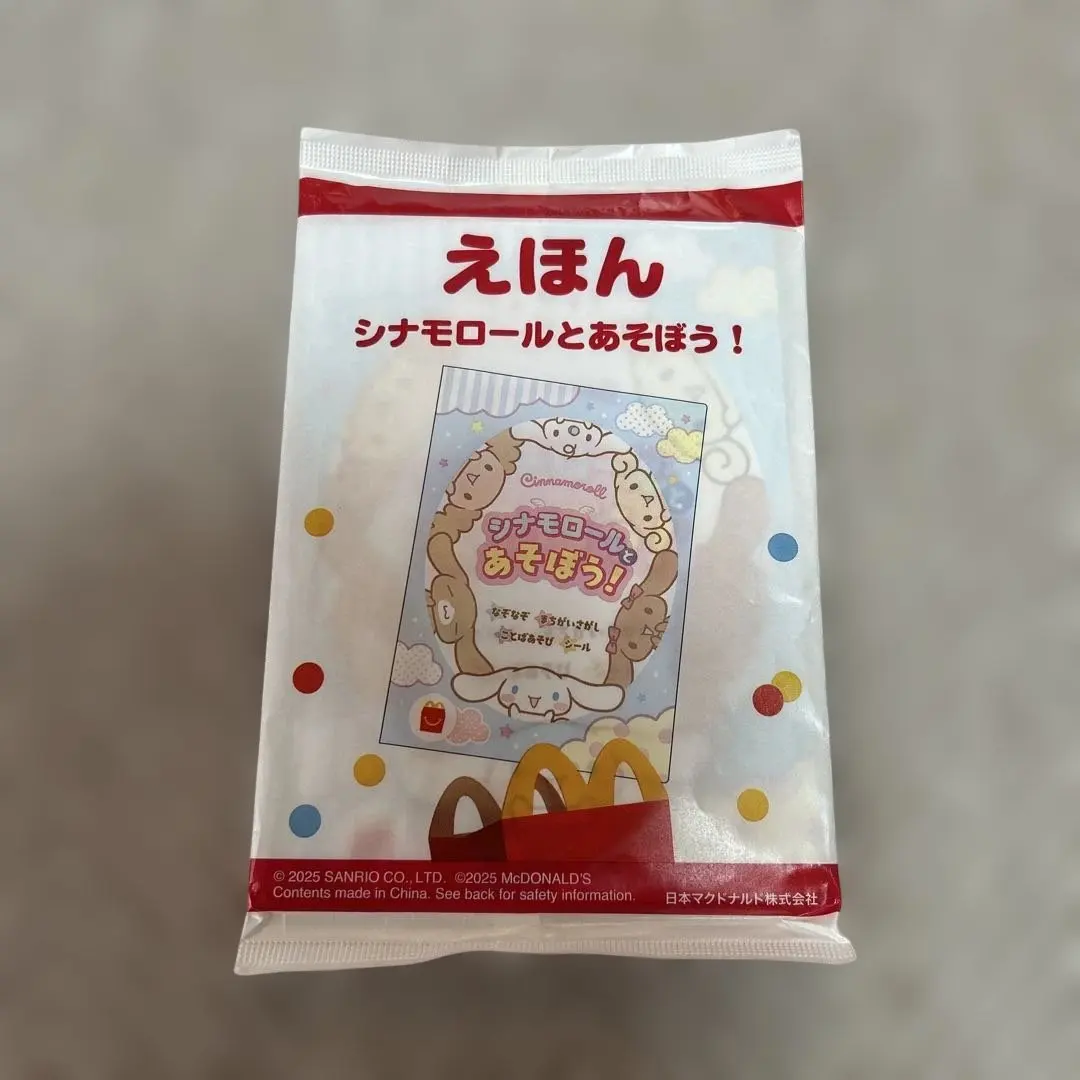 えほん
シナモロールとあそぼう！
Cinnamoroll
シナモロールと
あそぼう！
なぞなぞ まちがいさがし
ことばあそび シール
© 2025 SANRIO CO., LTD. ©2025 McDONALD'S
Contents made in China. See back for safety information.
日本マクドナルド株式会社